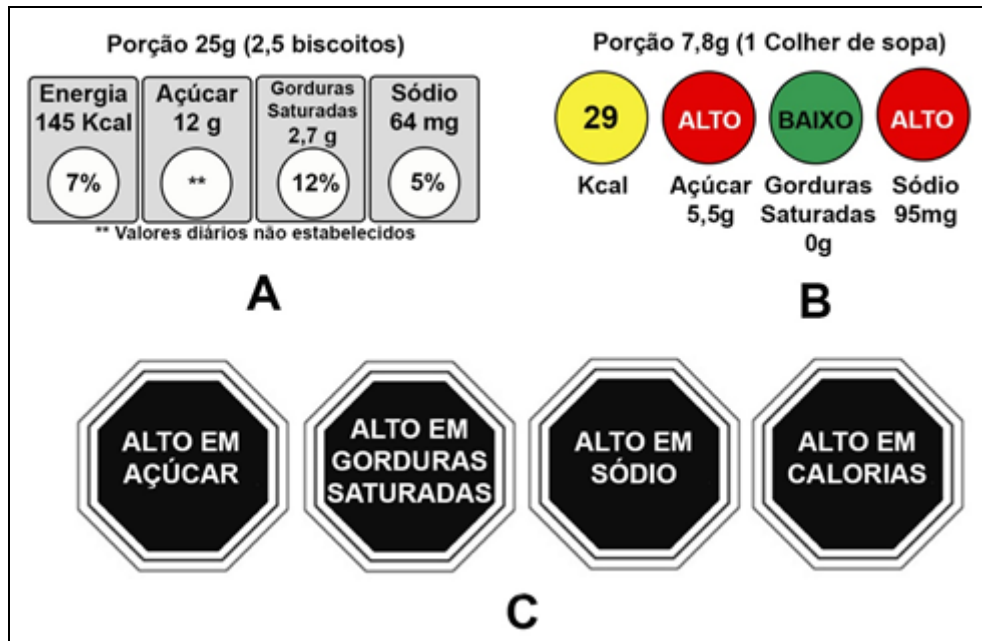 Porção 25g (2,5 biscoitos)
Energia
145 Kcal
7%
Açúcar
12 g
**
Gorduras
Saturadas
2,7 g
12%
Sódio
64 mg
5%
** Valores diários não estabelecidos
A
Porção 7,8g (1 Colher de sopa)
29
Kcal
ALTO
Açúcar
5,5g
BAIXO
Gorduras
Saturadas
0g
ALTO
Sódio
95mg
B
ALTO EM
AÇÚCAR
ALTO EM
GORDURAS
SATURADAS
ALTO EM
SÓDIO
ALTO EM
CALORIAS
C